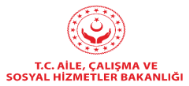 T.C. AİLE, ÇALIŞMA VE
SOSYAL HİZMETLER BAKANLIĞI